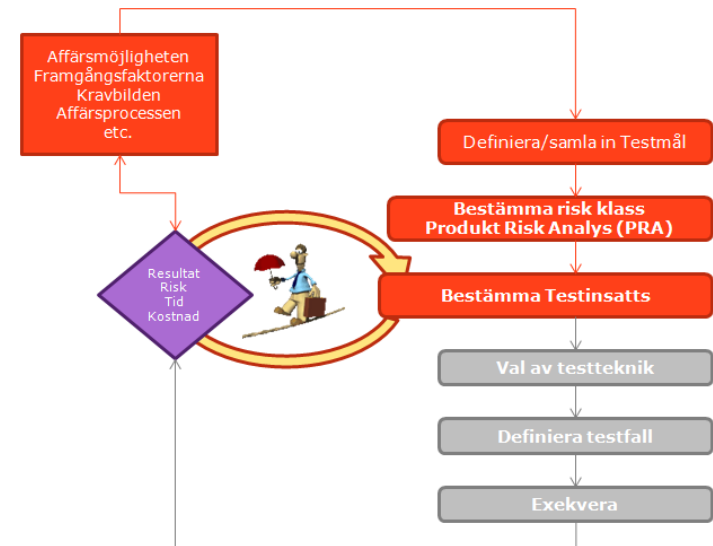 Affärsmöjligheten
Framgångsfaktorerna
Kravbilden
Affärsprocessen
etc.
Definiera/samla in Testmål
Bestämma risk klass
Produkt Risk Analys (PRA)
Resultat
Risk
Tid
Kostnad
Bestämma Testinsatts
Val av testteknik
Definiera testfall
Exekvera